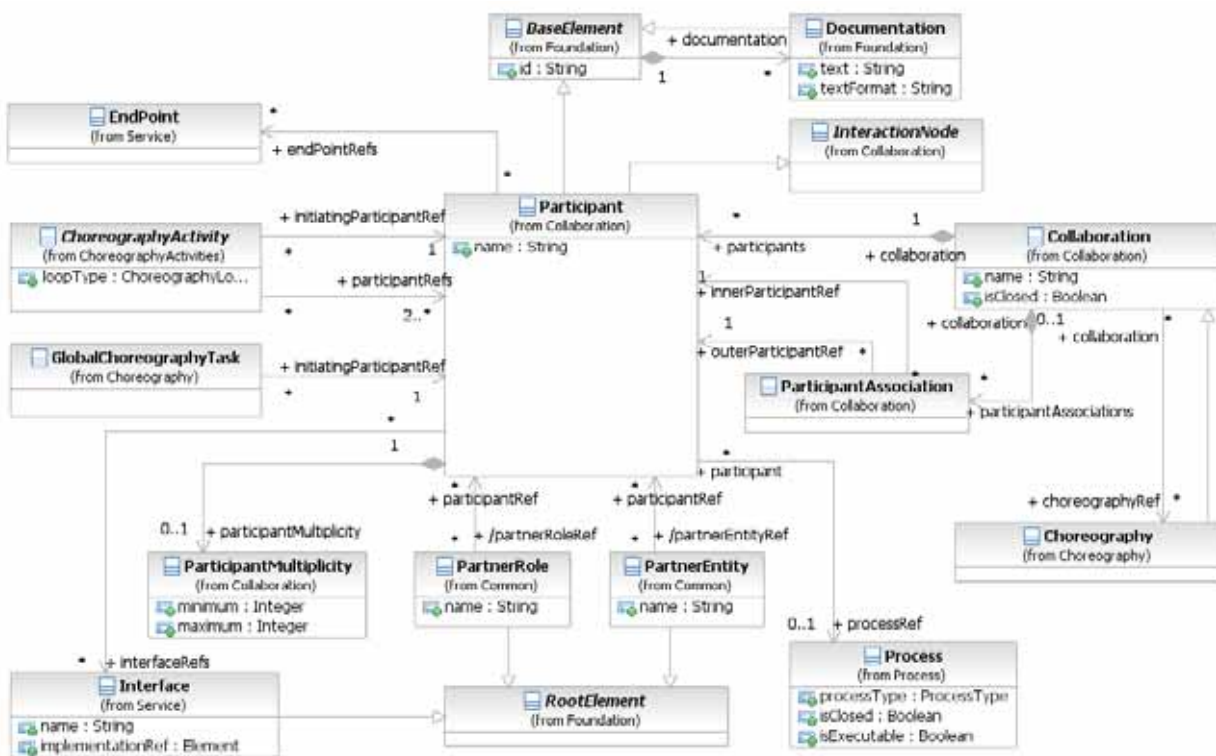 BaseElement
(from Foundation)
id : String
+ documentation
1
*
Documentation
(from Foundation)
text : String
textFormat : String
EndPoint
(from Service)
*
+ endPointRefs
*
InteractionNode
(from Collaboration)
Participant
(from Collaboration)
name : String
ChoreographyActivity
(from ChoreographyActivities)
loopType : ChoreographyLo...
+ initiatingParticipantRef
*
1
+ participantRefs
*
2..*
*
+ participants
1
+ collaboration
Collaboration
(from Collaboration)
name : String
isClosed : Boolean
1
+ innerParticipantRef
1
+ outerParticipantRef
*
*
+ collaboration
0..1
*
+ collaboration
GlobalChoreographyTask
(from Choreography)
+ initiatingParticipantRef
*
1
ParticipantAssociation
(from Collaboration)
*
+ participantAssociations
*
1
*
+ participant
*
+ participantRef
*
+ participantRef
+ choreographyRef
*
0..1
+ participantMultiplicity
*
+ /partnerRoleRef
*
+ /partnerEntityRef
Choreography
(from Choreography)
ParticipantMultiplicity
(from Collaboration)
minimum : Integer
maximum : Integer
PartnerRole
(from Common)
name : String
PartnerEntity
(from Common)
name : String
0..1
+ processRef
*
+ interfaceRefs
Interface
(from Service)
name : String
implementationRef : Element
RootElement
(from Foundation)
Process
(from Process)
processType : ProcessType
isClosed : Boolean
isExecutable : Boolean